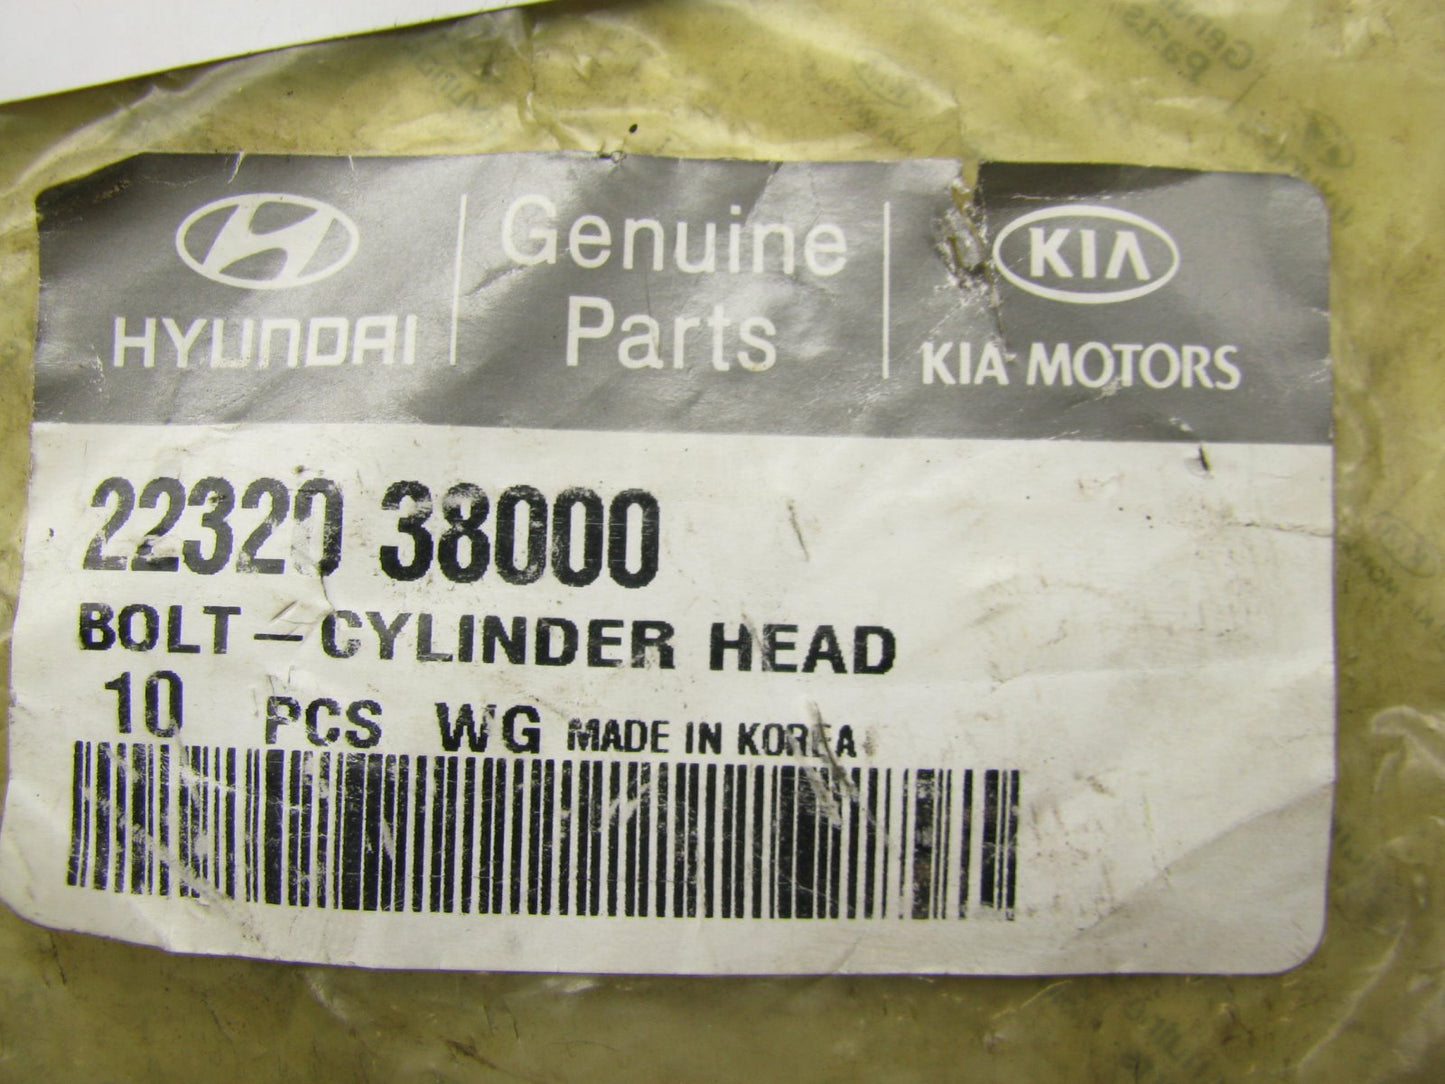 HYUNDAI
Genuine
Parts
KIA
KIA MOTORS
22320 38000
BOLT-CYLINDER HEAD
10 PCS WG MADE IN KOREA